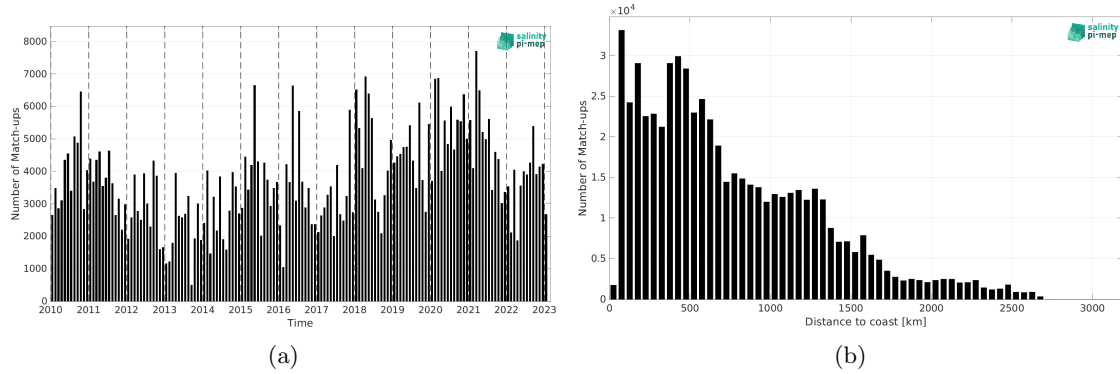 salinity
pi-mep
8000
7000
6000
5000
4000
3000
2000
1000
0
Number of Match-ups
2010 2011 2012 2013 2014 2015 2016 2017 2018 2019 2020 2021 2022 2023
Time
(a)
×10⁴
salinity
pi-mep
3
2.5
2
1.5
1
0.5
0
Number of Match-ups
0 500 1000 1500 2000 2500 3000
Distance to coast [km]
(b)